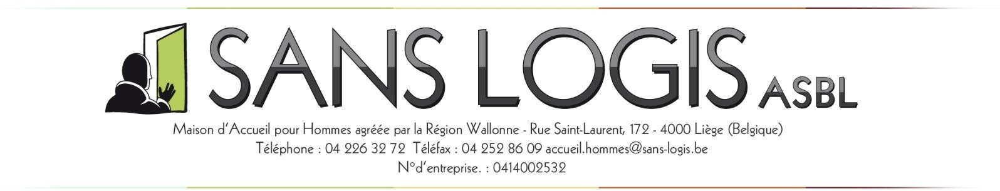 SANS LOGIS ASBL
Maison d'Accueil pour Hommes agréée par la Région Wallonne - Rue Saint-Laurent, 172 - 4000 Liège (Belgique)
Téléphone : 04 226 32 72 Téléfax : 04 252 86 09 accueil.hommes@sans-logis.be
N°d'entreprise. : 0414002532